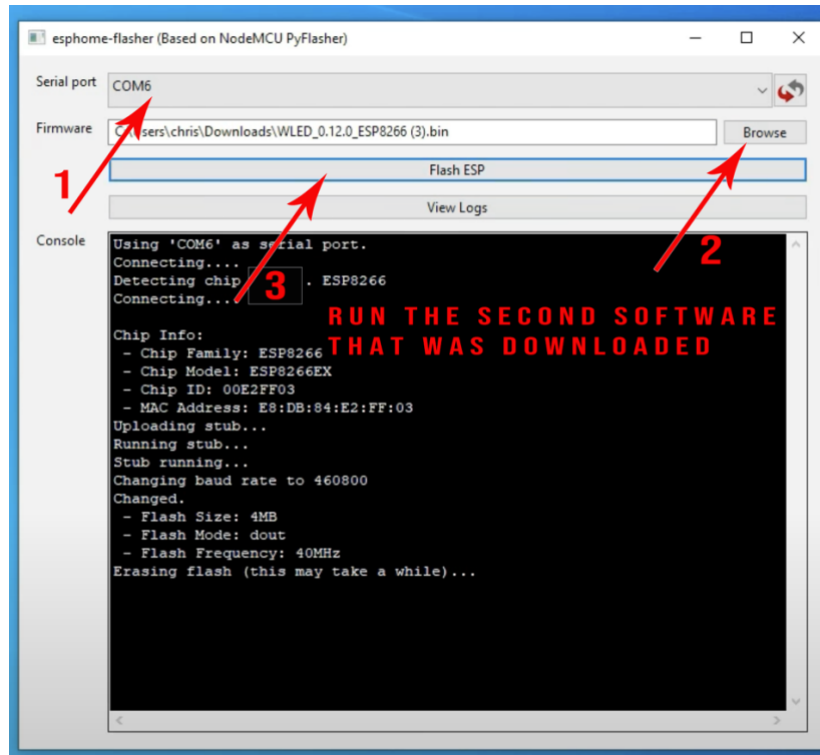 esphome-flasher (Based on NodeMCU PyFlasher)
Serial port COM6
Firmware C:\Users\chris\Downloads\WLED_0.12.0_ESP8266 (3).bin Browse
Flash ESP
1
View Logs
Console
2
3
RUN THE SECOND SOFTWARE
THAT WAS DOWNLOADED
Using 'COM6' as serial port.
Connecting....
Detecting chip . ESP8266
Connecting....
Chip Info:
- Chip Family: ESP8266
- Chip Model: ESP8266EX
- Chip ID: 00E2FF03
- MAC Address: E8:DB:84:E2:FF:03
Uploading stub...
Running stub...
Stub running...
Changing baud rate to 460800
Changed.
- Flash Size: 4MB
- Flash Mode: dout
- Flash Frequency: 40MHz
Erasing flash (this may take a while)...